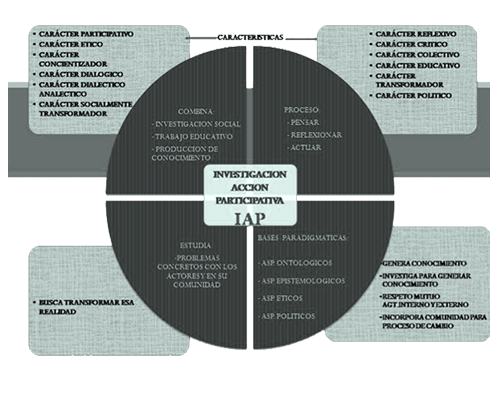 CARACTERISTICAS
• CARÁCTER PARTICIPATIVO
• CARÁCTER ETICO
• CARÁCTER
CONCIENTIZADOR
• CARÁCTER DIALOGICO
• CARÁCTER DIALECTICO
ANALECTICO
• CARÁCTER SOCIALMENTE
TRANSFORMADOR
• CARÁCTER REFLEXIVO
• CARÁCTER CRITICO
• CARÁCTER COLECTIVO
• CARÁCTER EDUCATIVO
• CARÁCTER
TRANSFORMADOR
• CARÁCTER POLITICO
COMBINA:
- INVESTIGACION SOCIAL
- TRABAJO EDUCATIVO
- PRODUCCION DE
CONOCIMIENTO
PROCESO:
- PENSAR
- REFLEXIONAR
- ACTUAR
INVESTIGACION
ACCION
PARTICIPATIVA
IAP
ESTUDIA
-PROBLEMAS
CONCRETOS CON LOS
ACTORES Y EN SU
COMUNIDAD
BASES PARADIGMATICAS:
- ASP. ONTOLOGICOS
- ASP. EPISTEMOLOGICOS
- ASP. ETICOS
- ASP. POLITICOS
• BUSCA TRANSFORMAR ESA
REALIDAD
•GENERA CONOCIMIENTO
•INVESTIGA PARA GENERAR
CONOCIMIENTO
•RESPETO MUTUO
AGT.INTERNO Y EXTERNO
•INCORPORA COMUNIDAD PARA
PROCESO DE CAMBIO